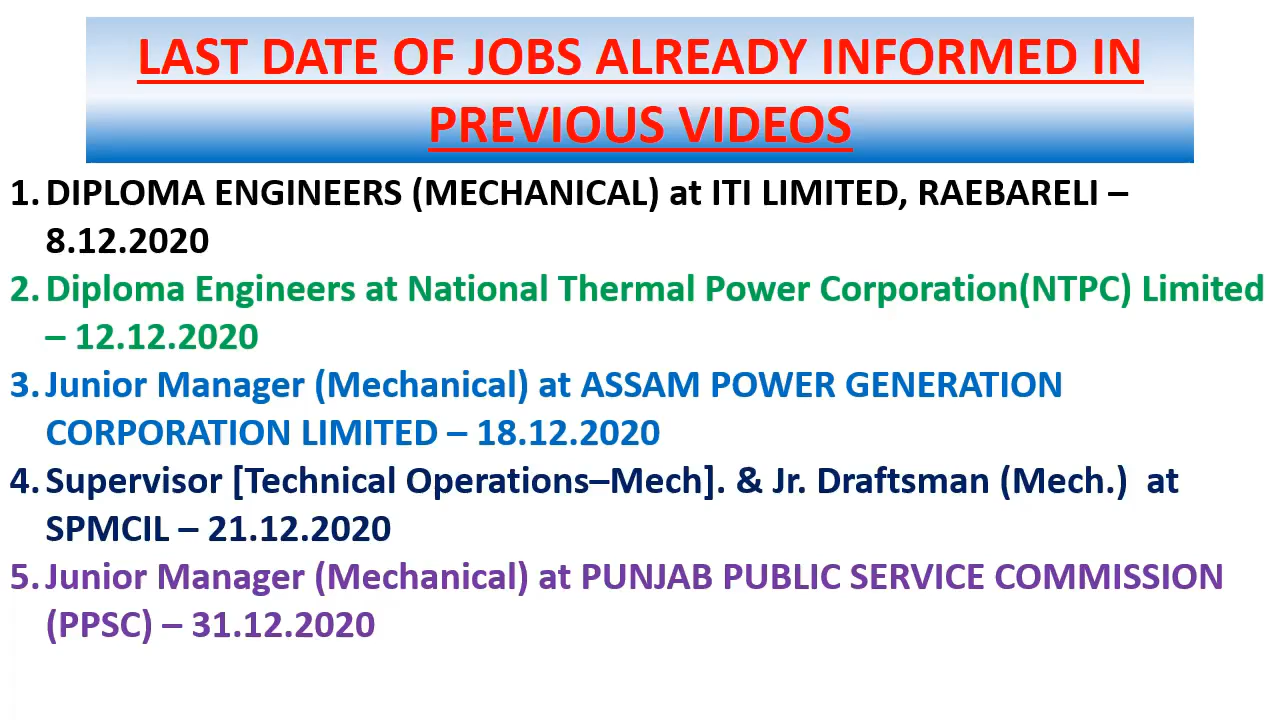 LAST DATE OF JOBS ALREADY INFORMED IN
PREVIOUS VIDEOS
1. DIPLOMA ENGINEERS (MECHANICAL) at ITI LIMITED, RAEBARELI –
8.12.2020
2. Diploma Engineers at National Thermal Power Corporation(NTPC) Limited
– 12.12.2020
3. Junior Manager (Mechanical) at ASSAM POWER GENERATION
CORPORATION LIMITED – 18.12.2020
4. Supervisor [Technical Operations–Mech]. & Jr. Draftsman (Mech.) at
SPMCIL – 21.12.2020
5. Junior Manager (Mechanical) at PUNJAB PUBLIC SERVICE COMMISSION
(PPSC) – 31.12.2020